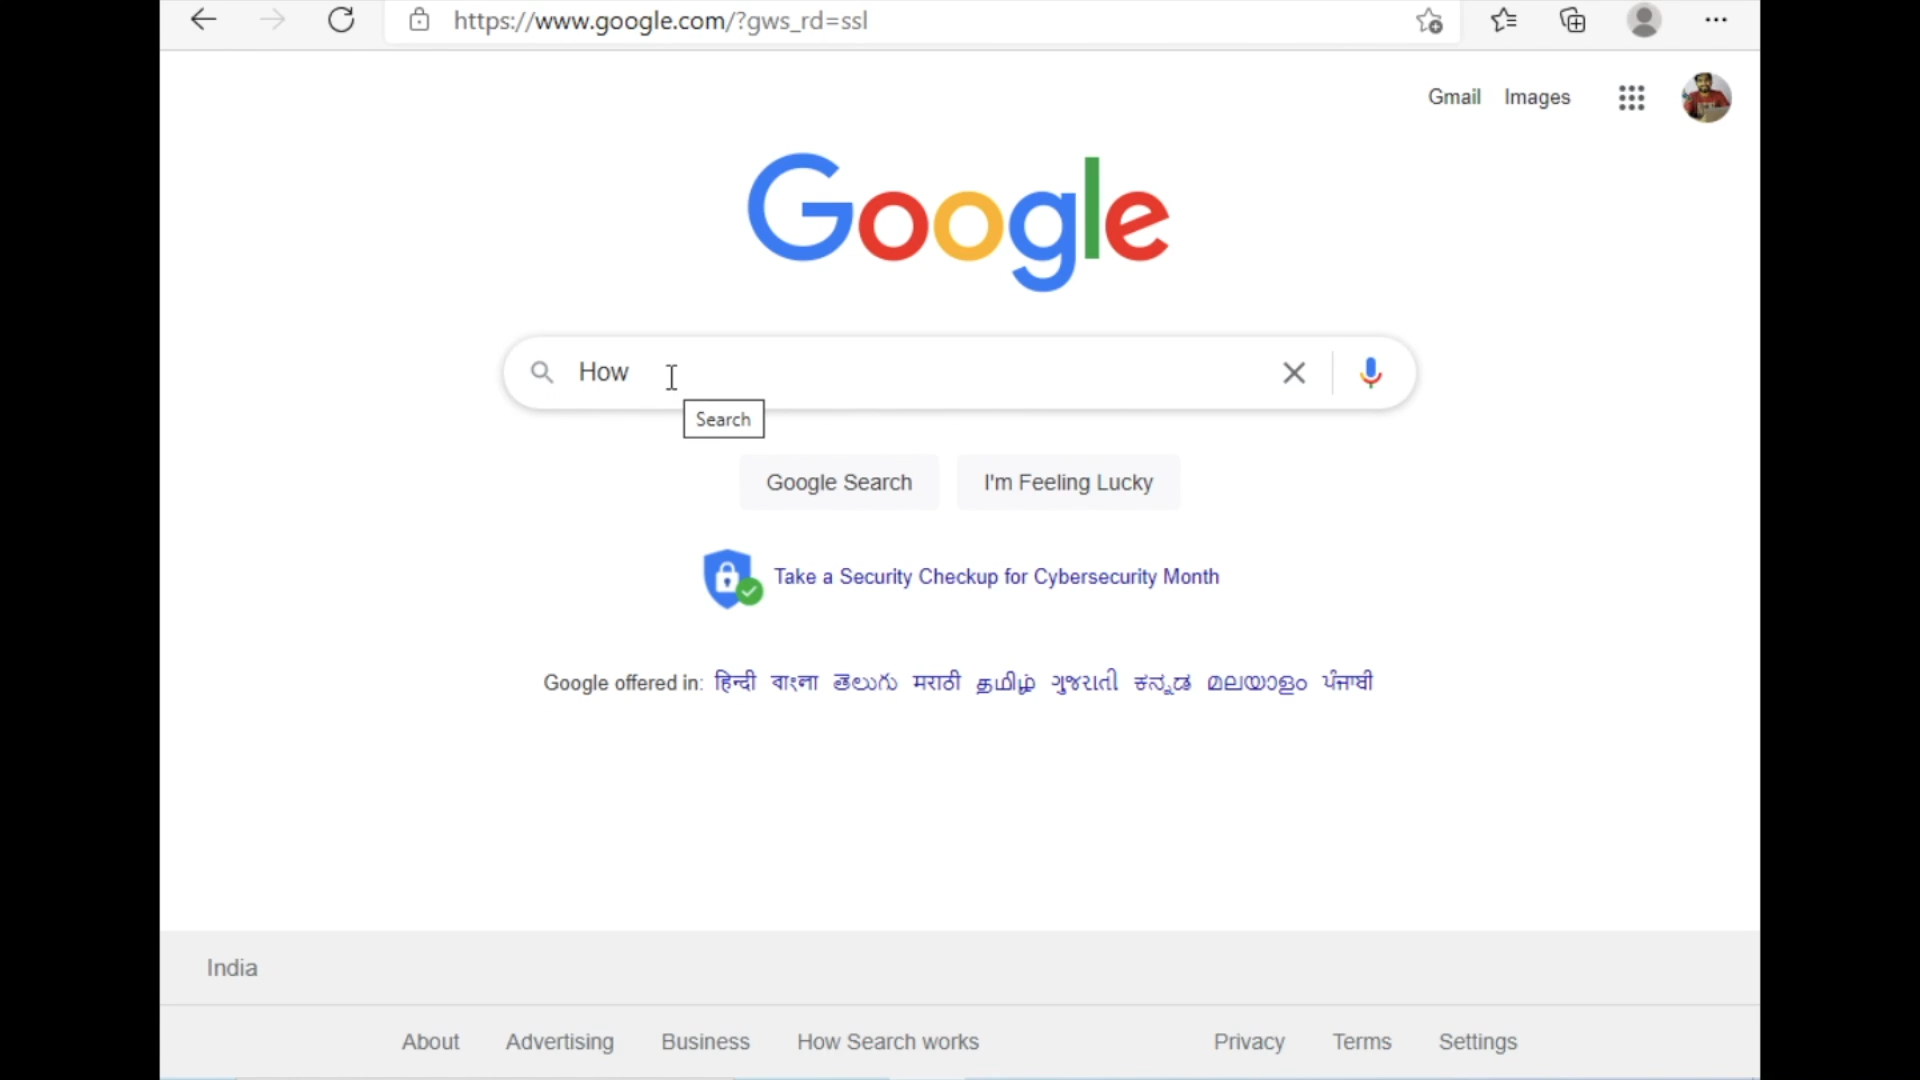 https://www.google.com/?gws_rd=ssl
Gmail Images
Google
How
Search
Google Search I'm Feeling Lucky
Take a Security Checkup for Cybersecurity Month
Google offered in: हिन्दी বাংলা తెలుగు मराठी தமிழ் ગુજરાતી ಕನ್ನಡ മലയാളം ਪੰਜਾਬੀ
India
About Advertising Business How Search works Privacy Terms Settings